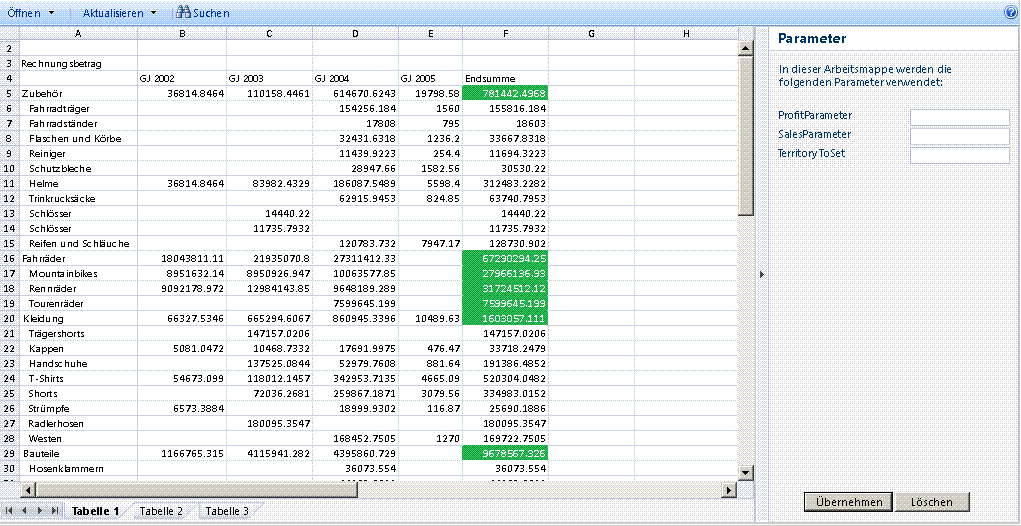 Öffnen Aktualisieren Suchen
A B C D E F G H
2
3 Rechnungsbetrag
4 GJ 2002 GJ 2003 GJ 2004 GJ 2005 Endsumme
5 Zubehör 36814.8464 110158.4461 614670.6243 19798.58 781442.4968
6 Fahrradträger 154256.184 1560 155816.184
7 Fahrradständer 17808 795 18603
8 Flaschen und Körbe 32431.6318 1236.2 33667.8318
9 Reiniger 11439.9223 254.4 11694.3223
10 Schutzbleche 28947.66 1582.56 30530.22
11 Helme 36814.8464 83982.4329 186087.5489 5598.4 312483.2282
12 Trinkrucksäcke 62915.9453 824.85 63740.7953
13 Schlösser 14440.22 14440.22
14 Schlösser 11735.7932 11735.7932
15 Reifen und Schläuche 120783.732 7947.17 128730.902
16 Fahrräder 18043811.11 21935070.8 27311412.33 67290294.25
17 Mountainbikes 8951632.14 8950926.947 10063577.85 27966136.93
18 Rennräder 9092178.972 12984143.85 9648189.289 31724512.12
19 Tourenräder 7599645.199 7599645.199
20 Kleidung 66327.5346 665294.6067 860945.3396 10489.63 1603057.111
21 Trägershorts 147157.0206 147157.0206
22 Kappen 5081.0472 10468.7332 17691.9975 476.47 33718.2479
23 Handschuhe 137525.0844 52979.7608 881.64 191386.4852
24 T-Shirts 54673.099 118012.1457 342953.7135 4665.09 520304.0482
25 Shorts 72036.2681 259867.1871 3079.56 334983.0152
26 Strümpfe 6573.3884 18999.9302 116.87 25690.1886
27 Radlerhosen 180095.3547 180095.3547
28 Westen 168452.7505 1270 169722.7505
29 Bauteile 1166765.315 4115941.282 4395860.729 9678567.326
30 Hosenklammern 36073.554 36073.554
Tabelle 1 Tabelle 2 Tabelle 3
Parameter
In dieser Arbeitsmappe werden die
folgenden Parameter verwendet:
ProfitParameter
SalesParameter
TerritoryToSet
Übernehmen Löschen